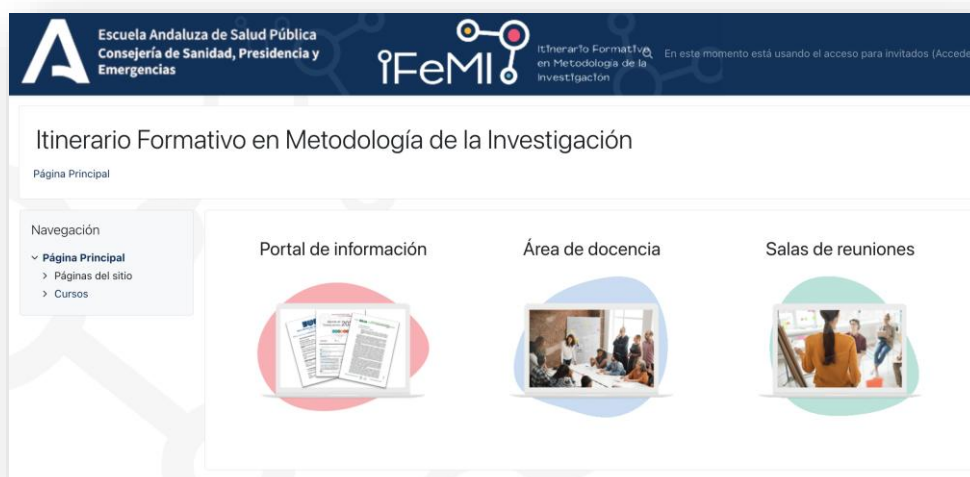 Escuela Andaluza de Salud Pública
Consejería de Sanidad, Presidencia y
Emergencias
iFeMI
Itinerario Formativo
en Metodología de la
Investigación
En este momento está usando el acceso para invitados (Accede
Itinerario Formativo en Metodología de la Investigación
Página Principal
Navegación
Página Principal
Páginas del sitio
Cursos
Portal de información
Área de docencia
Salas de reuniones